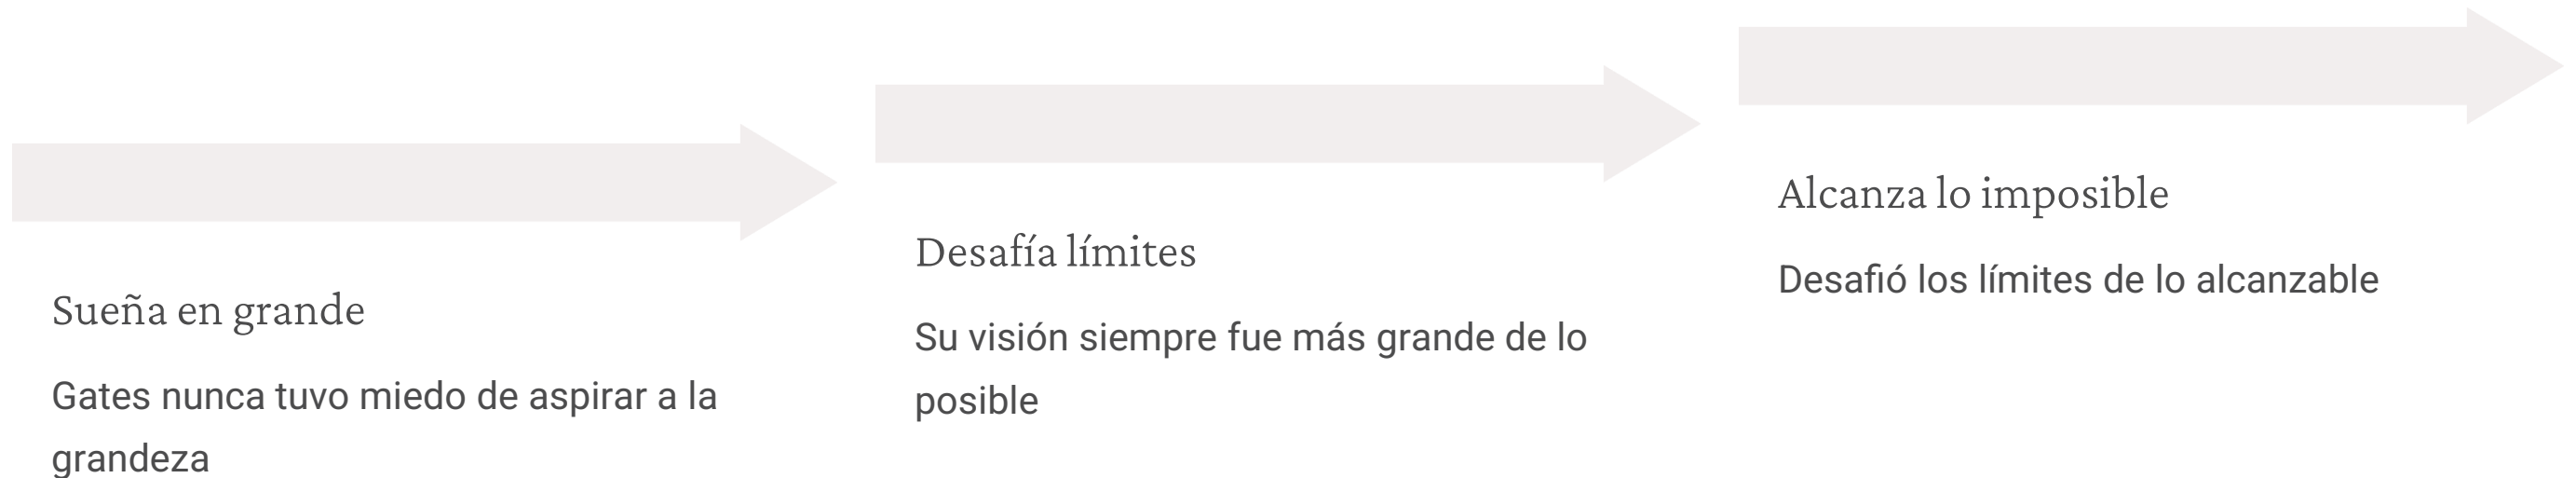 Sueña en grande
Gates nunca tuvo miedo de aspirar a la
grandeza
Desafía límites
Su visión siempre fue más grande de lo
posible
Alcanza lo imposible
Desafió los límites de lo alcanzable